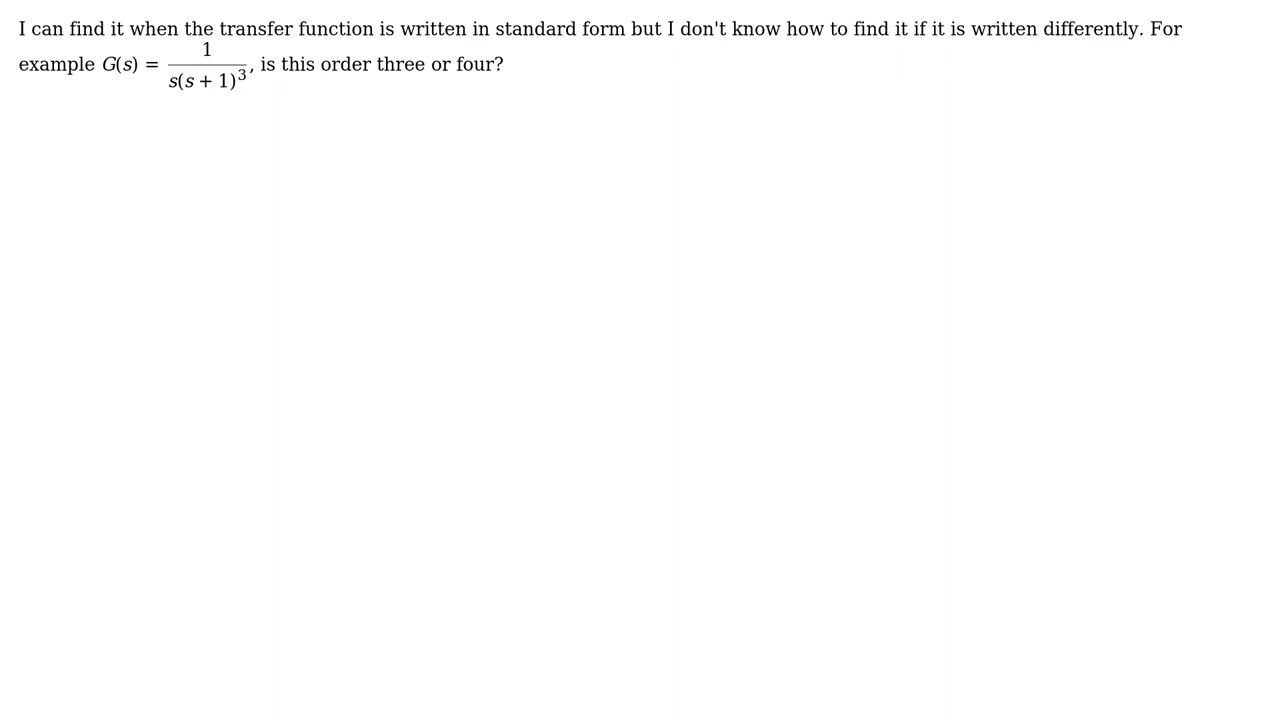 I can find it when the transfer function is written in standard form but I don't know how to find it if it is written differently. For
example G(s) = \frac{1}{s(s + 1)^3}, is this order three or four?